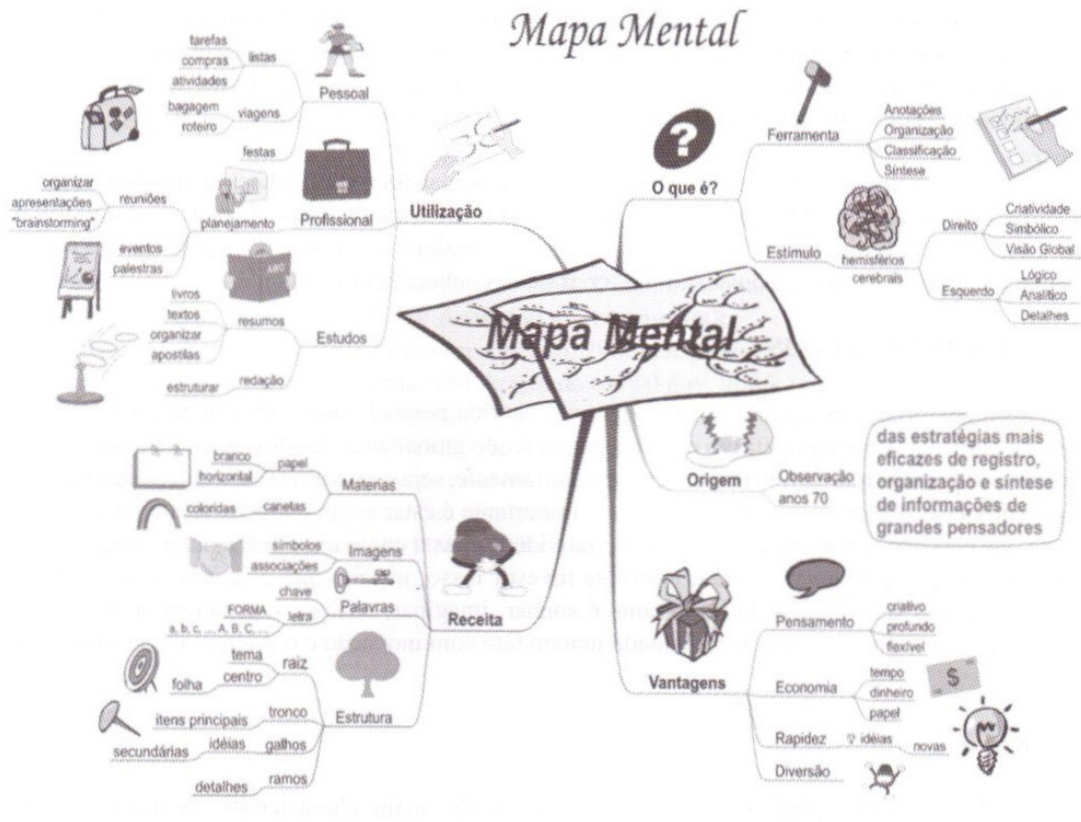 Mapa Mental
tarefas
compras
atividades
listas
bagagem
roteiro
viagens
festas
Pessoal
organizar
apresentações
"brainstorming"
reuniões
eventos
palestras
planejamento
Profissional
livros
textos
organizar
apostilas
resumos
estruturar
redação
Estudos
Utilização
?
O que é?
Ferramenta
Anotações
Organização
Classificação
Síntese
Estímulo
hemisférios
cerebrais
Direito
Criatividade
Simbólico
Visão Global
Esquerdo
Lógico
Analítico
Detalhes
Mapa Mental
branco
horizontal
papel
coloridas
canetas
Materias
símbolos
associações
Imagens
chave
FORMA
letra
a, b, c, ... A, B, C, ...
Palavras
tema
folha
centro
raiz
itens principais
tronco
secundárias
idéias
galhos
detalhes
ramos
Estrutura
Receita
Origem
Observação
anos 70
das estratégias mais
eficazes de registro,
organização e síntese
de informações de
grandes pensadores
Vantagens
Pensamento
criativo
profundo
flexível
Economia
tempo
dinheiro
papel
$
Rapidez
idéias
novas
Diversão